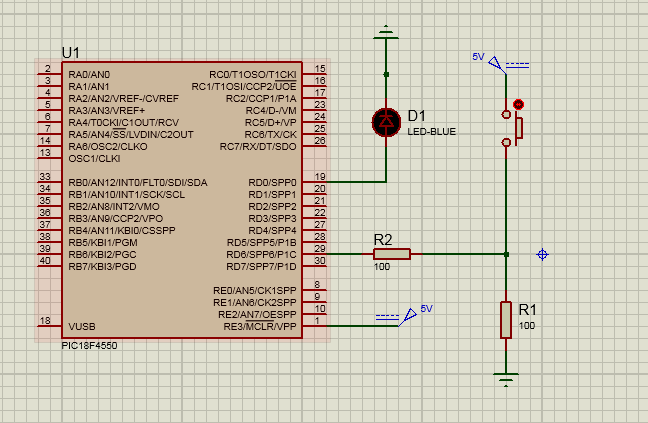 U1
2 RA0/AN0 RC0/T1OSO/T1CKI 15
3 RA1/AN1 RC1/T1OSI/CCP2/UOE 16
4 RA2/AN2/VREF-/CVREF RC2/CCP1/P1A 17
5 RA3/AN3/VREF+ RC4/D-/VM 23
6 RA4/T0CKI/C1OUT/RCV RC5/D+/VP 24
7 RA5/AN4/SS/LVDIN/C2OUT RC6/TX/CK 25
14 RA6/OSC2/CLKO RC7/RX/DT/SDO 26
13 OSC1/CLKI
33 RB0/AN12/INT0/FLT0/SDI/SDA RD0/SPP0 19
34 RB1/AN10/INT1/SCK/SCL RD1/SPP1 20
35 RB2/AN8/INT2/VMO RD2/SPP2 21
36 RB3/AN9/CCP2/VPO RD3/SPP3 22
37 RB4/AN11/KBI0/CSSPP RD4/SPP4 27
38 RB5/KBI1/PGM RD5/SPP5/P1B 28
39 RB6/KBI2/PGC RD6/SPP6/P1C 29
40 RB7/KBI3/PGD RD7/SPP7/P1D 30
RE0/AN5/CK1SPP 8
RE1/AN6/CK2SPP 9
RE2/AN7/OESPP 10
18 VUSB RE3/MCLR/VPP 1
PIC18F4550
D1
LED-BLUE
5V
R2
100
R1
100
5V